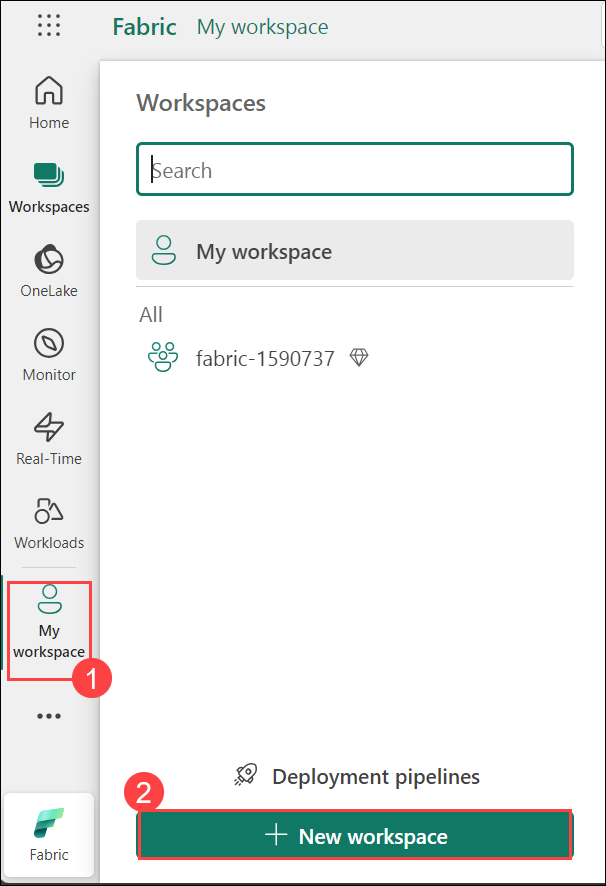 Fabric My workspace
Home
Workspaces
OneLake
Monitor
Real-Time
Workloads
My
workspace
1
Fabric
Workspaces
Search
My workspace
All
fabric-1590737
Deployment pipelines
2
New workspace